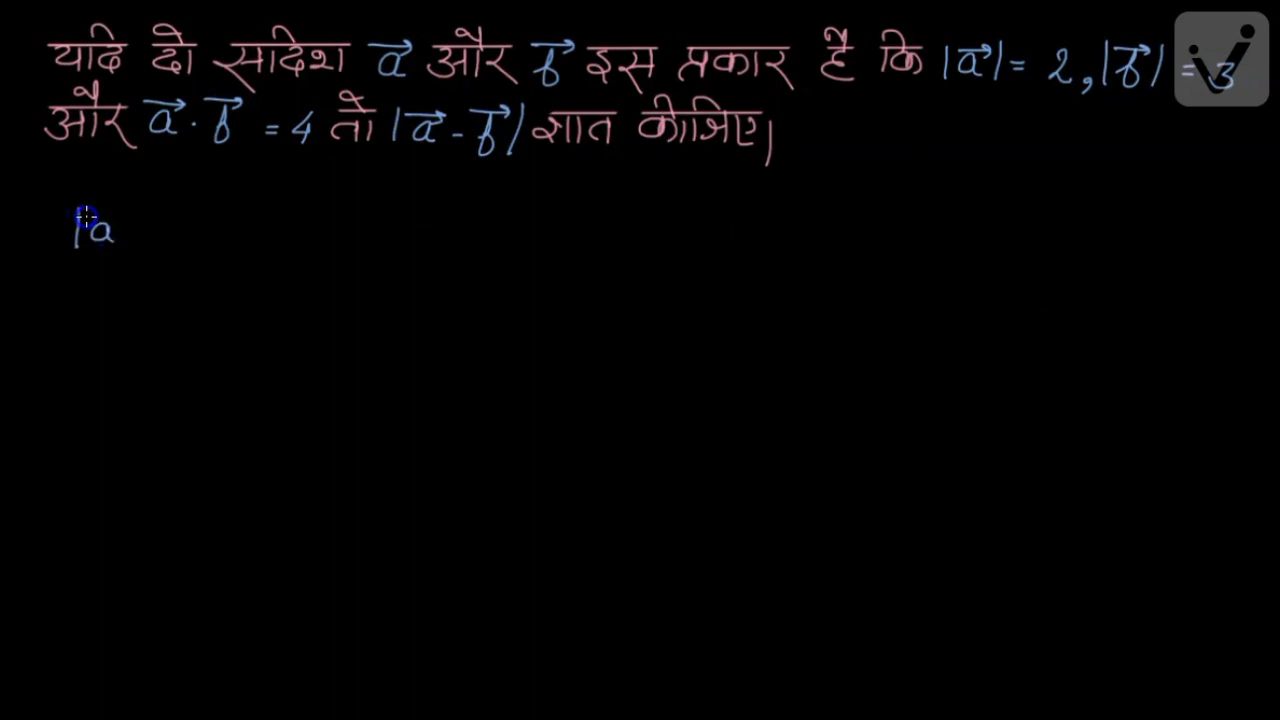 यदि दो सदिश a⃗ और b⃗ इस प्रकार है कि |a⃗| = 2, |b⃗| = 3
और a⃗ · b⃗ = 4 तो |a⃗ - b⃗| ज्ञात कीजिए।
|a